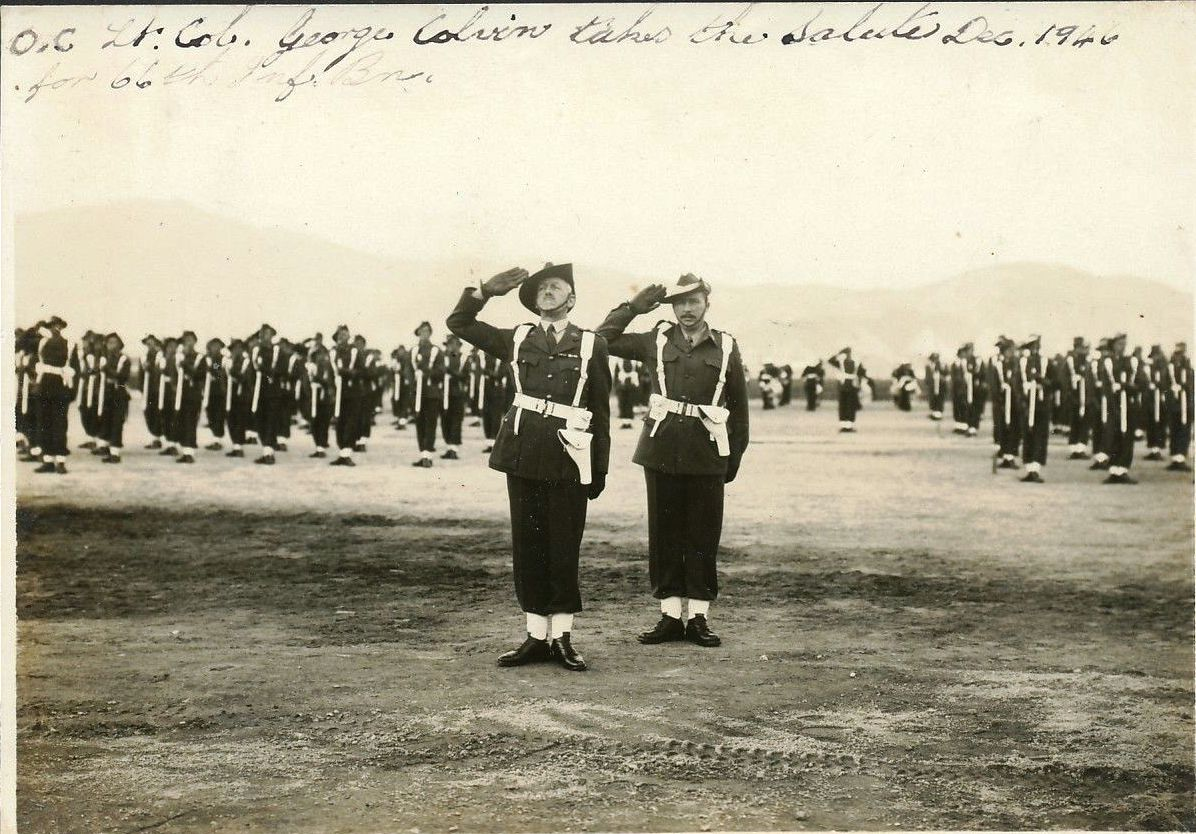 O.C Lt. Col. George Colvin takes the Salute Dec. 1946
for 66th Inf. Bn.